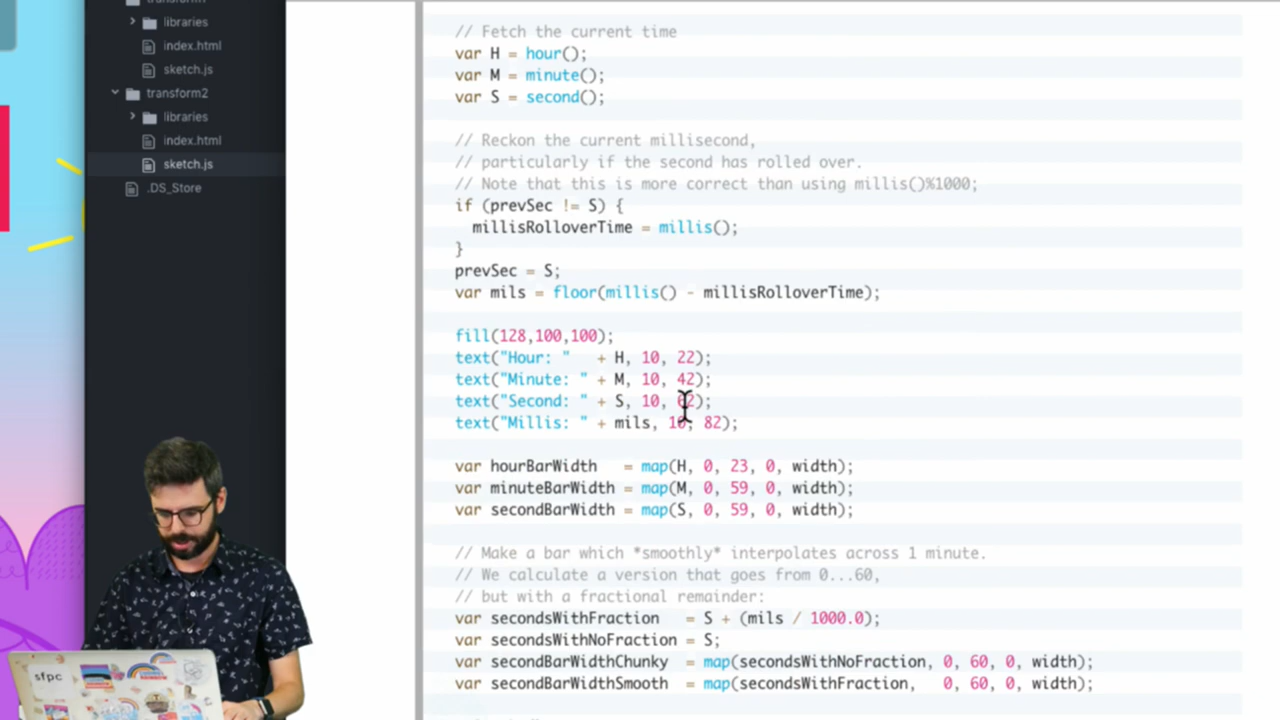 libraries
index.html
sketch.js
transform2
libraries
index.html
sketch.js
.DS_Store
// Fetch the current time
var H = hour();
var M = minute();
var S = second();
// Reckon the current millisecond,
// particularly if the second has rolled over.
// Note that this is more correct than using millis()%1000;
if (prevSec != S) {
millisRolloverTime = millis();
}
prevSec = S;
var mils = floor(millis() - millisRolloverTime);
fill(128,100,100);
text("Hour: " + H, 10, 22);
text("Minute: " + M, 10, 42);
text("Second: " + S, 10, 62);
text("Millis: " + mils, 10, 82);
var hourBarWidth = map(H, 0, 23, 0, width);
var minuteBarWidth = map(M, 0, 59, 0, width);
var secondBarWidth = map(S, 0, 59, 0, width);
// Make a bar which *smoothly* interpolates across 1 minute.
// We calculate a version that goes from 0...60,
// but with a fractional remainder:
var secondsWithFraction = S + (mils / 1000.0);
var secondsWithNoFraction = S;
var secondBarWidthChunky = map(secondsWithNoFraction, 0, 60, 0, width);
var secondBarWidthSmooth = map(secondsWithFraction, 0, 60, 0, width);
sfpc